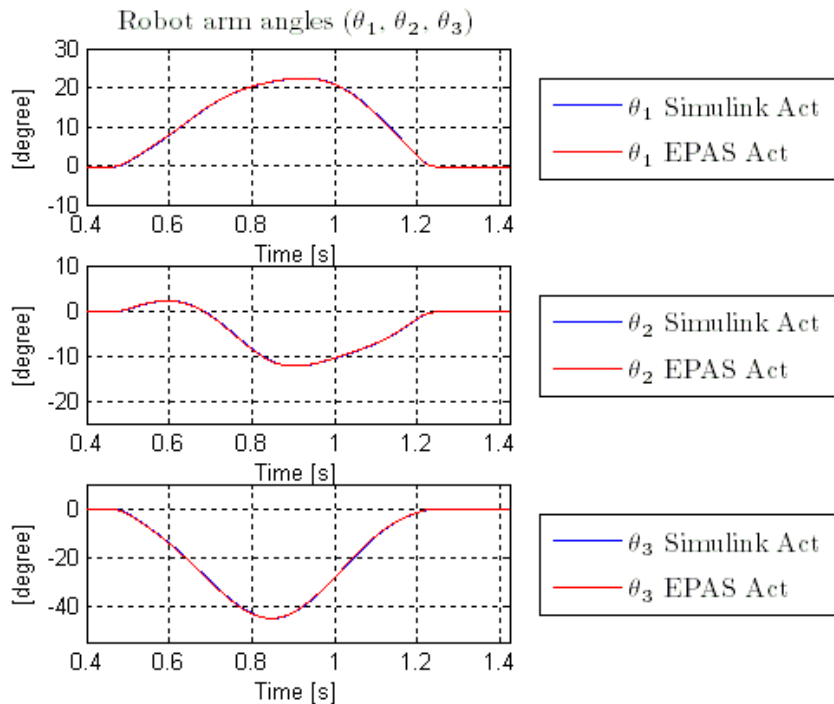 Robot arm angles (θ₁, θ₂, θ₃)
30
20
10
0
-10
[degree]
0.4 0.6 0.8 1 1.2 1.4
Time [s]
θ₁ Simulink Act
θ₁ EPAS Act
10
0
-10
-20
[degree]
0.4 0.6 0.8 1 1.2 1.4
Time [s]
θ₂ Simulink Act
θ₂ EPAS Act
0
-20
-40
[degree]
0.4 0.6 0.8 1 1.2 1.4
Time [s]
θ₃ Simulink Act
θ₃ EPAS Act